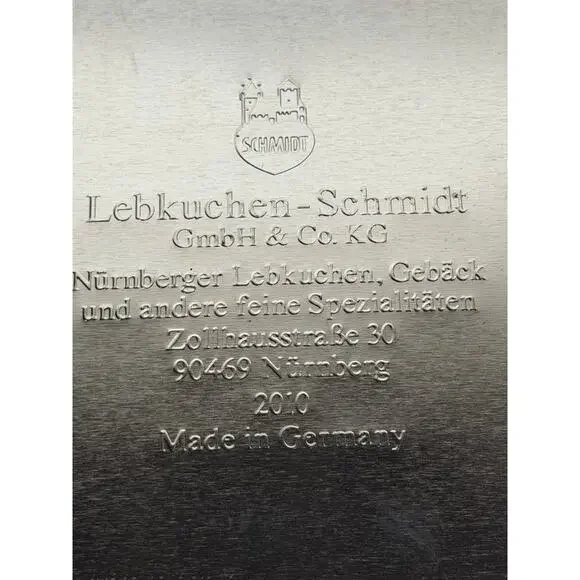 SCHMIDT
Lebkuchen-Schmidt
GmbH & Co. KG
Nürnberger Lebkuchen, Gebäck
und andere feine Spezialitäten
Zollhausstraße 30
90469 Nürnberg
2010
Made in Germany